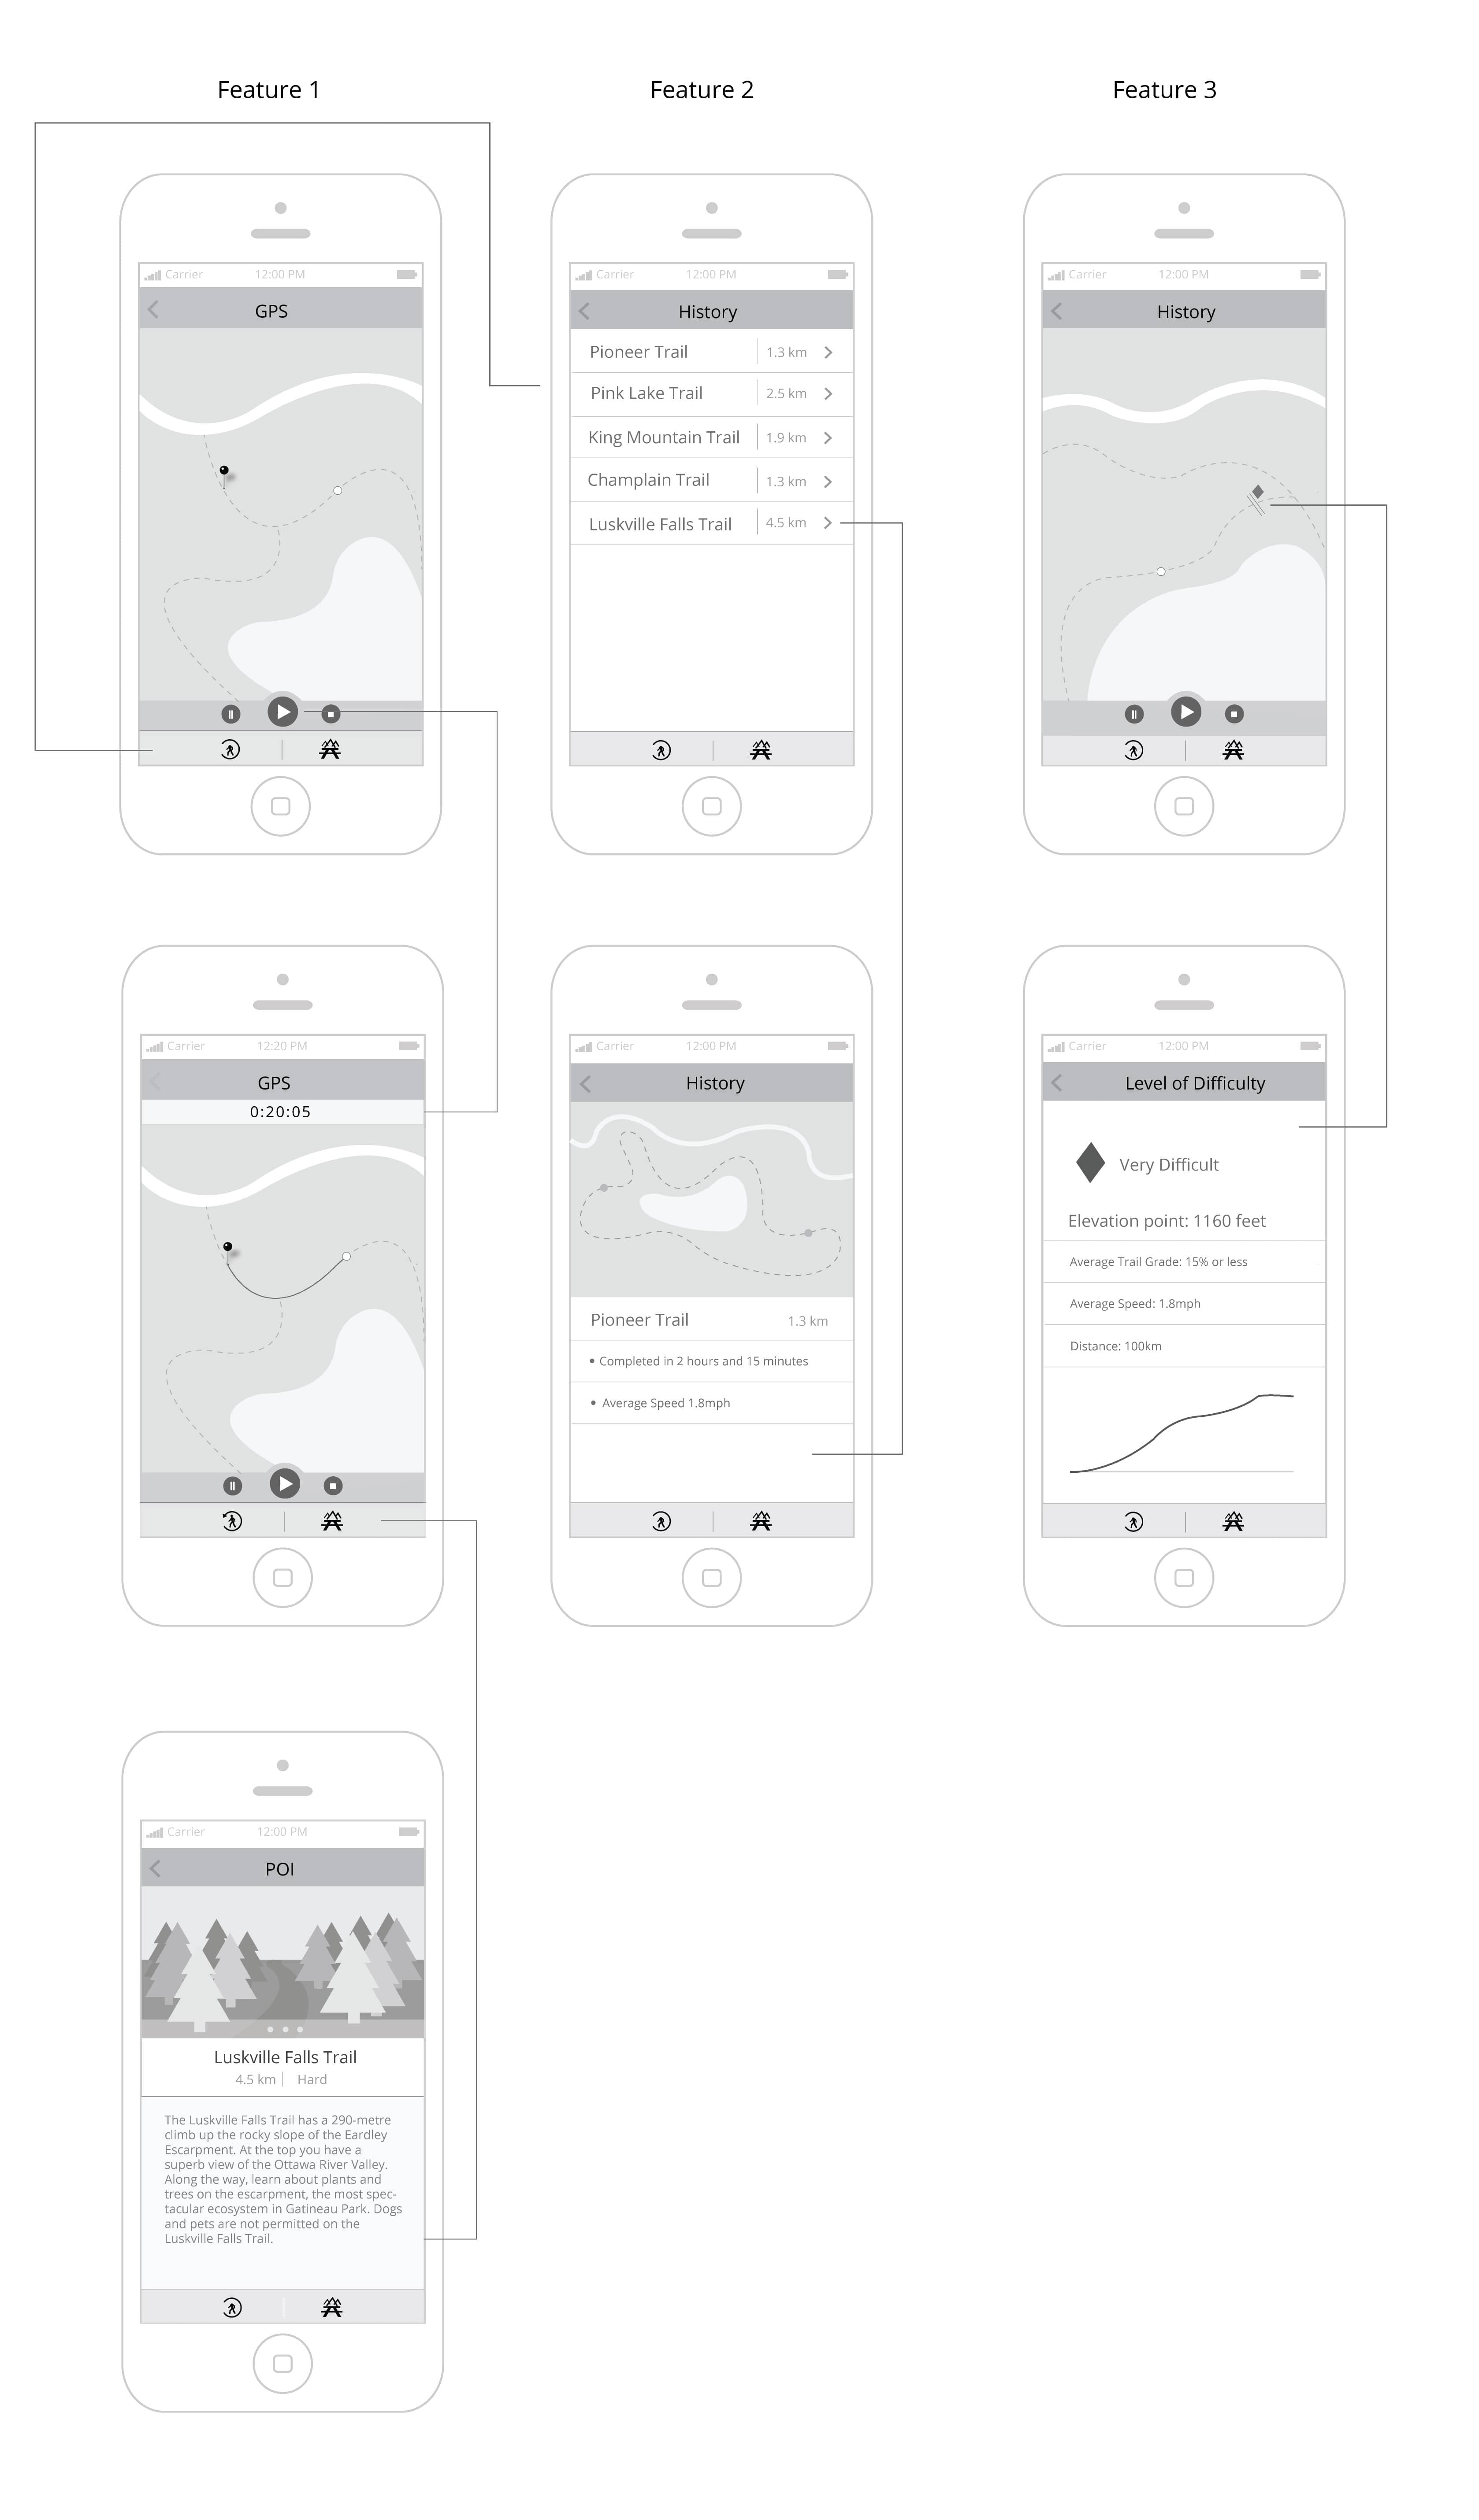 Feature 1
Feature 2
Feature 3
Carrier 12:00 PM
GPS
Carrier 12:00 PM
History
Pioneer Trail 1.3 km
Pink Lake Trail 2.5 km
King Mountain Trail 1.9 km
Champlain Trail 1.3 km
Luskville Falls Trail 4.5 km
Carrier 12:00 PM
History
Carrier 12:20 PM
GPS
0:20:05
Carrier 12:00 PM
History
Pioneer Trail 1.3 km
• Completed in 2 hours and 15 minutes
• Average Speed 1.8mph
Carrier 12:00 PM
Level of Difficulty
Very Difficult
Elevation point: 1160 feet
Average Trail Grade: 15% or less
Average Speed: 1.8mph
Distance: 100km
Carrier 12:00 PM
POI
Luskville Falls Trail
4.5 km | Hard
The Luskville Falls Trail has a 290-metre
climb up the rocky slope of the Eardley
Escarpment. At the top you have a
superb view of the Ottawa River Valley.
Along the way, learn about plants and
trees on the escarpment, the most spec-
tacular ecosystem in Gatineau Park. Dogs
and pets are not permitted on the
Luskville Falls Trail.